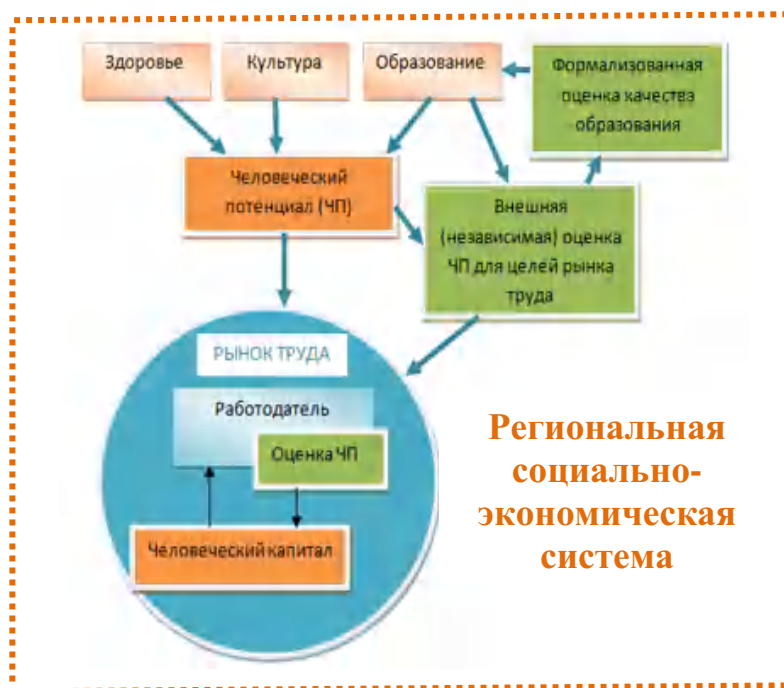 Здоровье
Культура
Образование
Формализованная
оценка качества
образования
Человеческий
потенциал (ЧП)
Внешняя
(независимая) оценка
ЧП для целей рынка
труда
РЫНОК ТРУДА
Работодатель
Оценка ЧП
Человеческий капитал
Региональная
социально-
экономическая
система